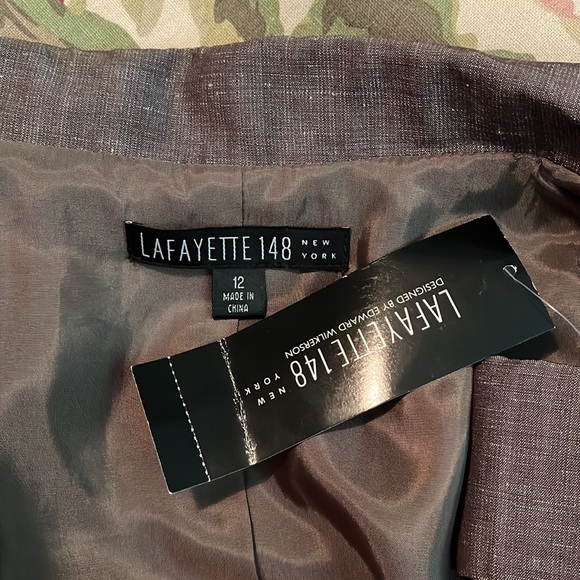 LAFAYETTE 148 NEW YORK
12
MADE IN
CHINA
LAFAYETTE 148 NEW YORK
DESIGNED BY EDWARD WILKERSON